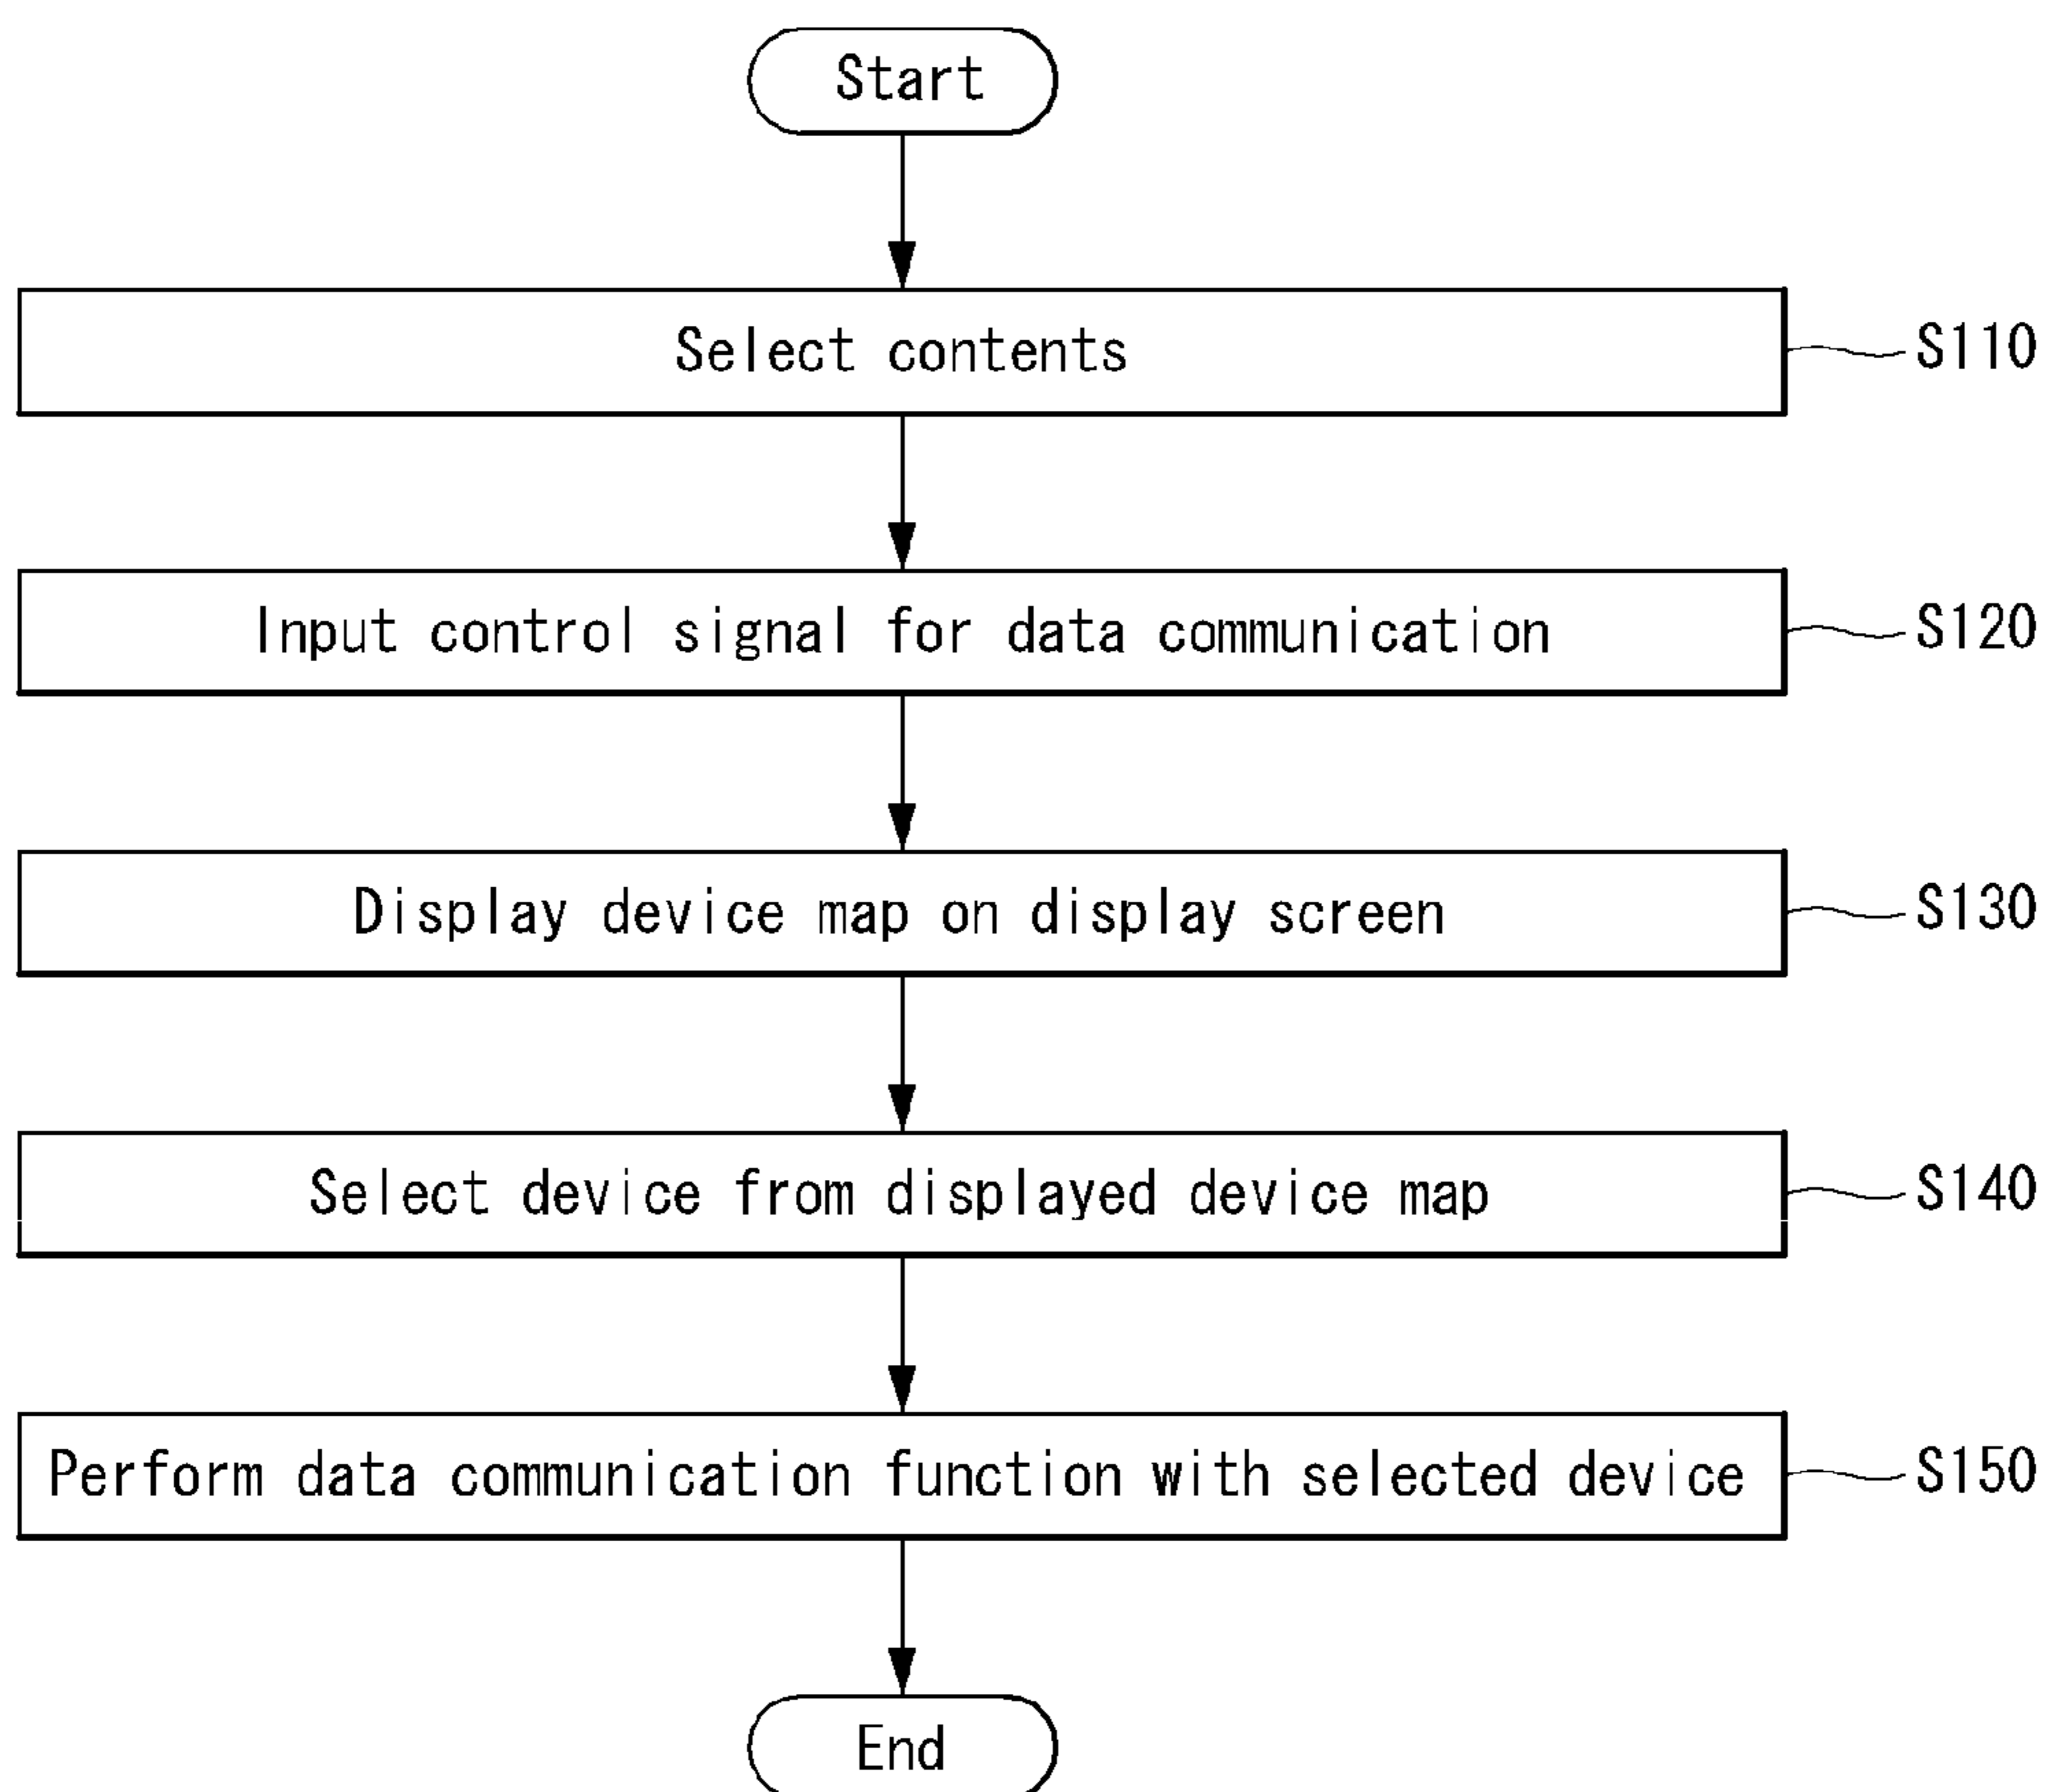 Start
Select contents
S110
Input control signal for data communication
S120
Display device map on display screen
S130
Select device from displayed device map
S140
Perform data communication function with selected device
S150
End